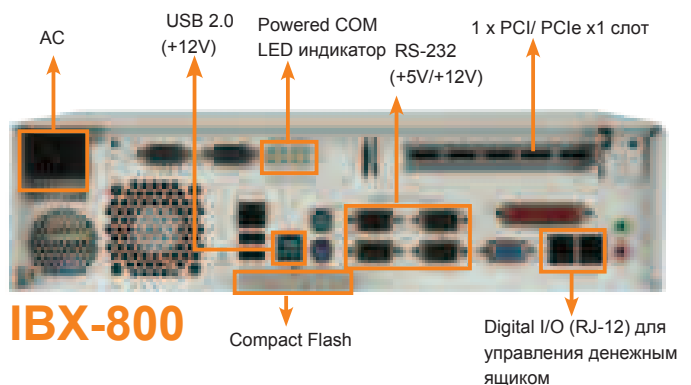 AC
USB 2.0
(+12V)
Powered COM
LED индикатор
RS-232
(+5V/+12V)
1 x PCI/ PCIe x1 слот
IBX-800
Compact Flash
Digital I/O (RJ-12) для
управления денежным
ящиком